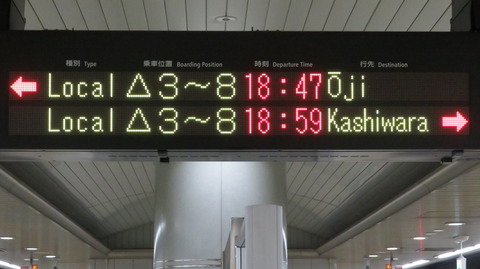 種別 Type 乗車位置 Boarding Position 時刻 Departure Time 行先 Destination
← Local △3～8 18:47 Ōji
Local △3～8 18:59 Kashiwara →